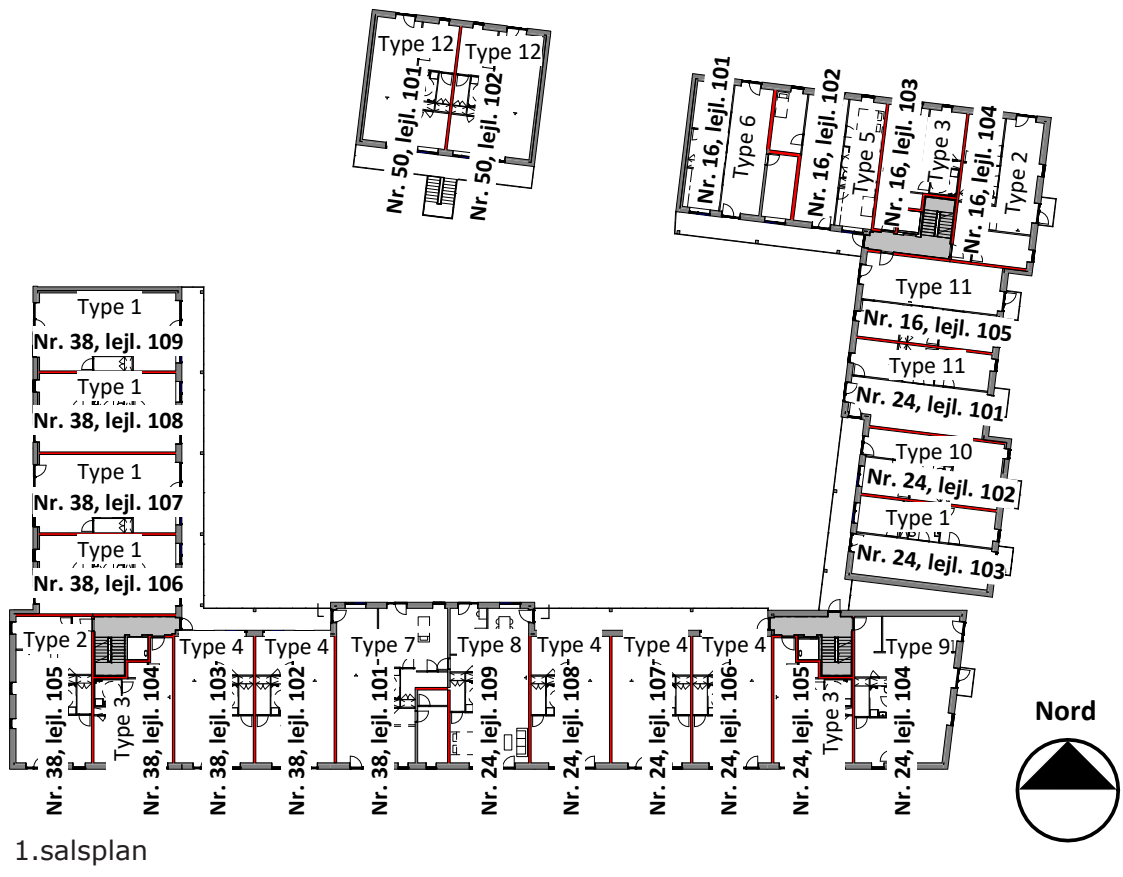 Type 12
Type 12
Nr. 50, lejl. 101
Nr. 50, lejl. 102
Nr. 16, lejl. 101
Type 6
Nr. 16, lejl. 102
Type 5
Nr. 16, lejl. 103
Type 3
Nr. 16, lejl. 104
Type 2
Type 11
Nr. 16, lejl. 105
Type 11
Nr. 24, lejl. 101
Type 10
Nr. 24, lejl. 102
Type 1
Nr. 24, lejl. 103
Type 1
Nr. 38, lejl. 109
Type 1
Nr. 38, lejl. 108
Type 1
Nr. 38, lejl. 107
Type 1
Nr. 38, lejl. 106
Type 2
Nr. 38, lejl. 105
Type 3
Nr. 38, lejl. 104
Type 4
Nr. 38, lejl. 103
Type 4
Nr. 38, lejl. 102
Type 7
Nr. 38, lejl. 101
Type 8
Nr. 24, lejl. 109
Type 4
Nr. 24, lejl. 108
Type 4
Nr. 24, lejl. 107
Type 4
Nr. 24, lejl. 106
Nr. 24, lejl. 105
Type 3
Type 9
Nr. 24, lejl. 104
Nord
1.salsplan